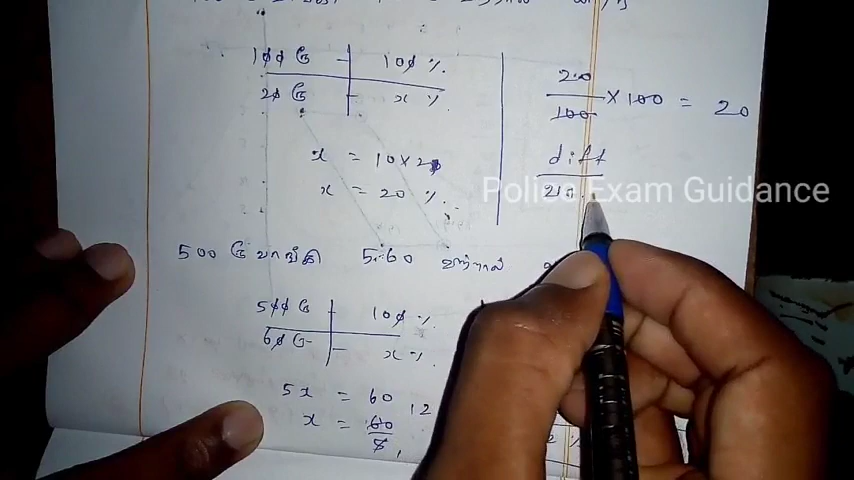 100 ரூ - 100 %
20 ரூ - x %
x = 10 × 20
x = 20 %
20
100 × 100 = 20
diff
Police Exam Guidance
500 ரூ வாங்கி 560 விற்றால்
500 ரூ - 100 %
60 ரூ - x %
5x = 60
x = 60 12
5